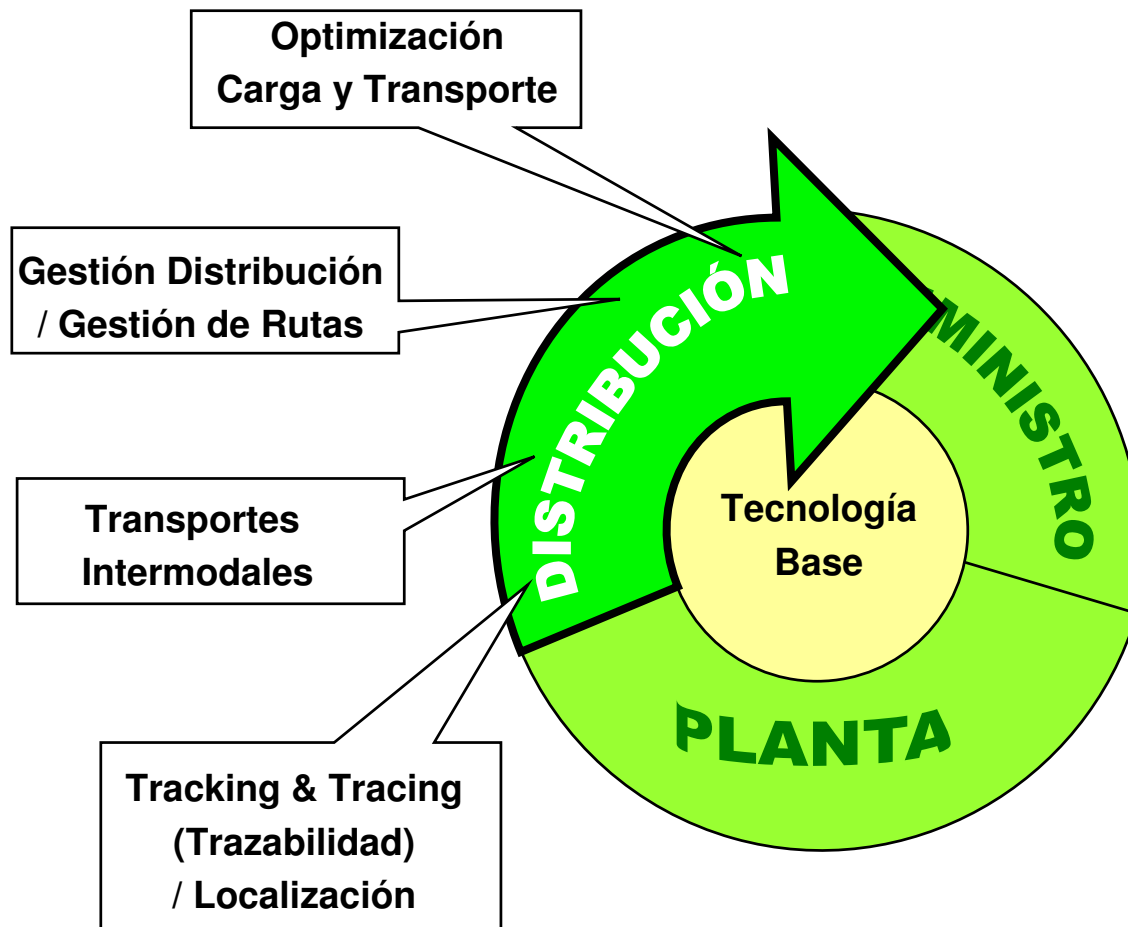 Optimización
Carga y Transporte
Gestión Distribución
/ Gestión de Rutas
Transportes
Intermodales
Tracking & Tracing
(Trazabilidad)
/ Localización
DISTRIBUCIÓN
MINISTRO
Tecnología
Base
PLANTA